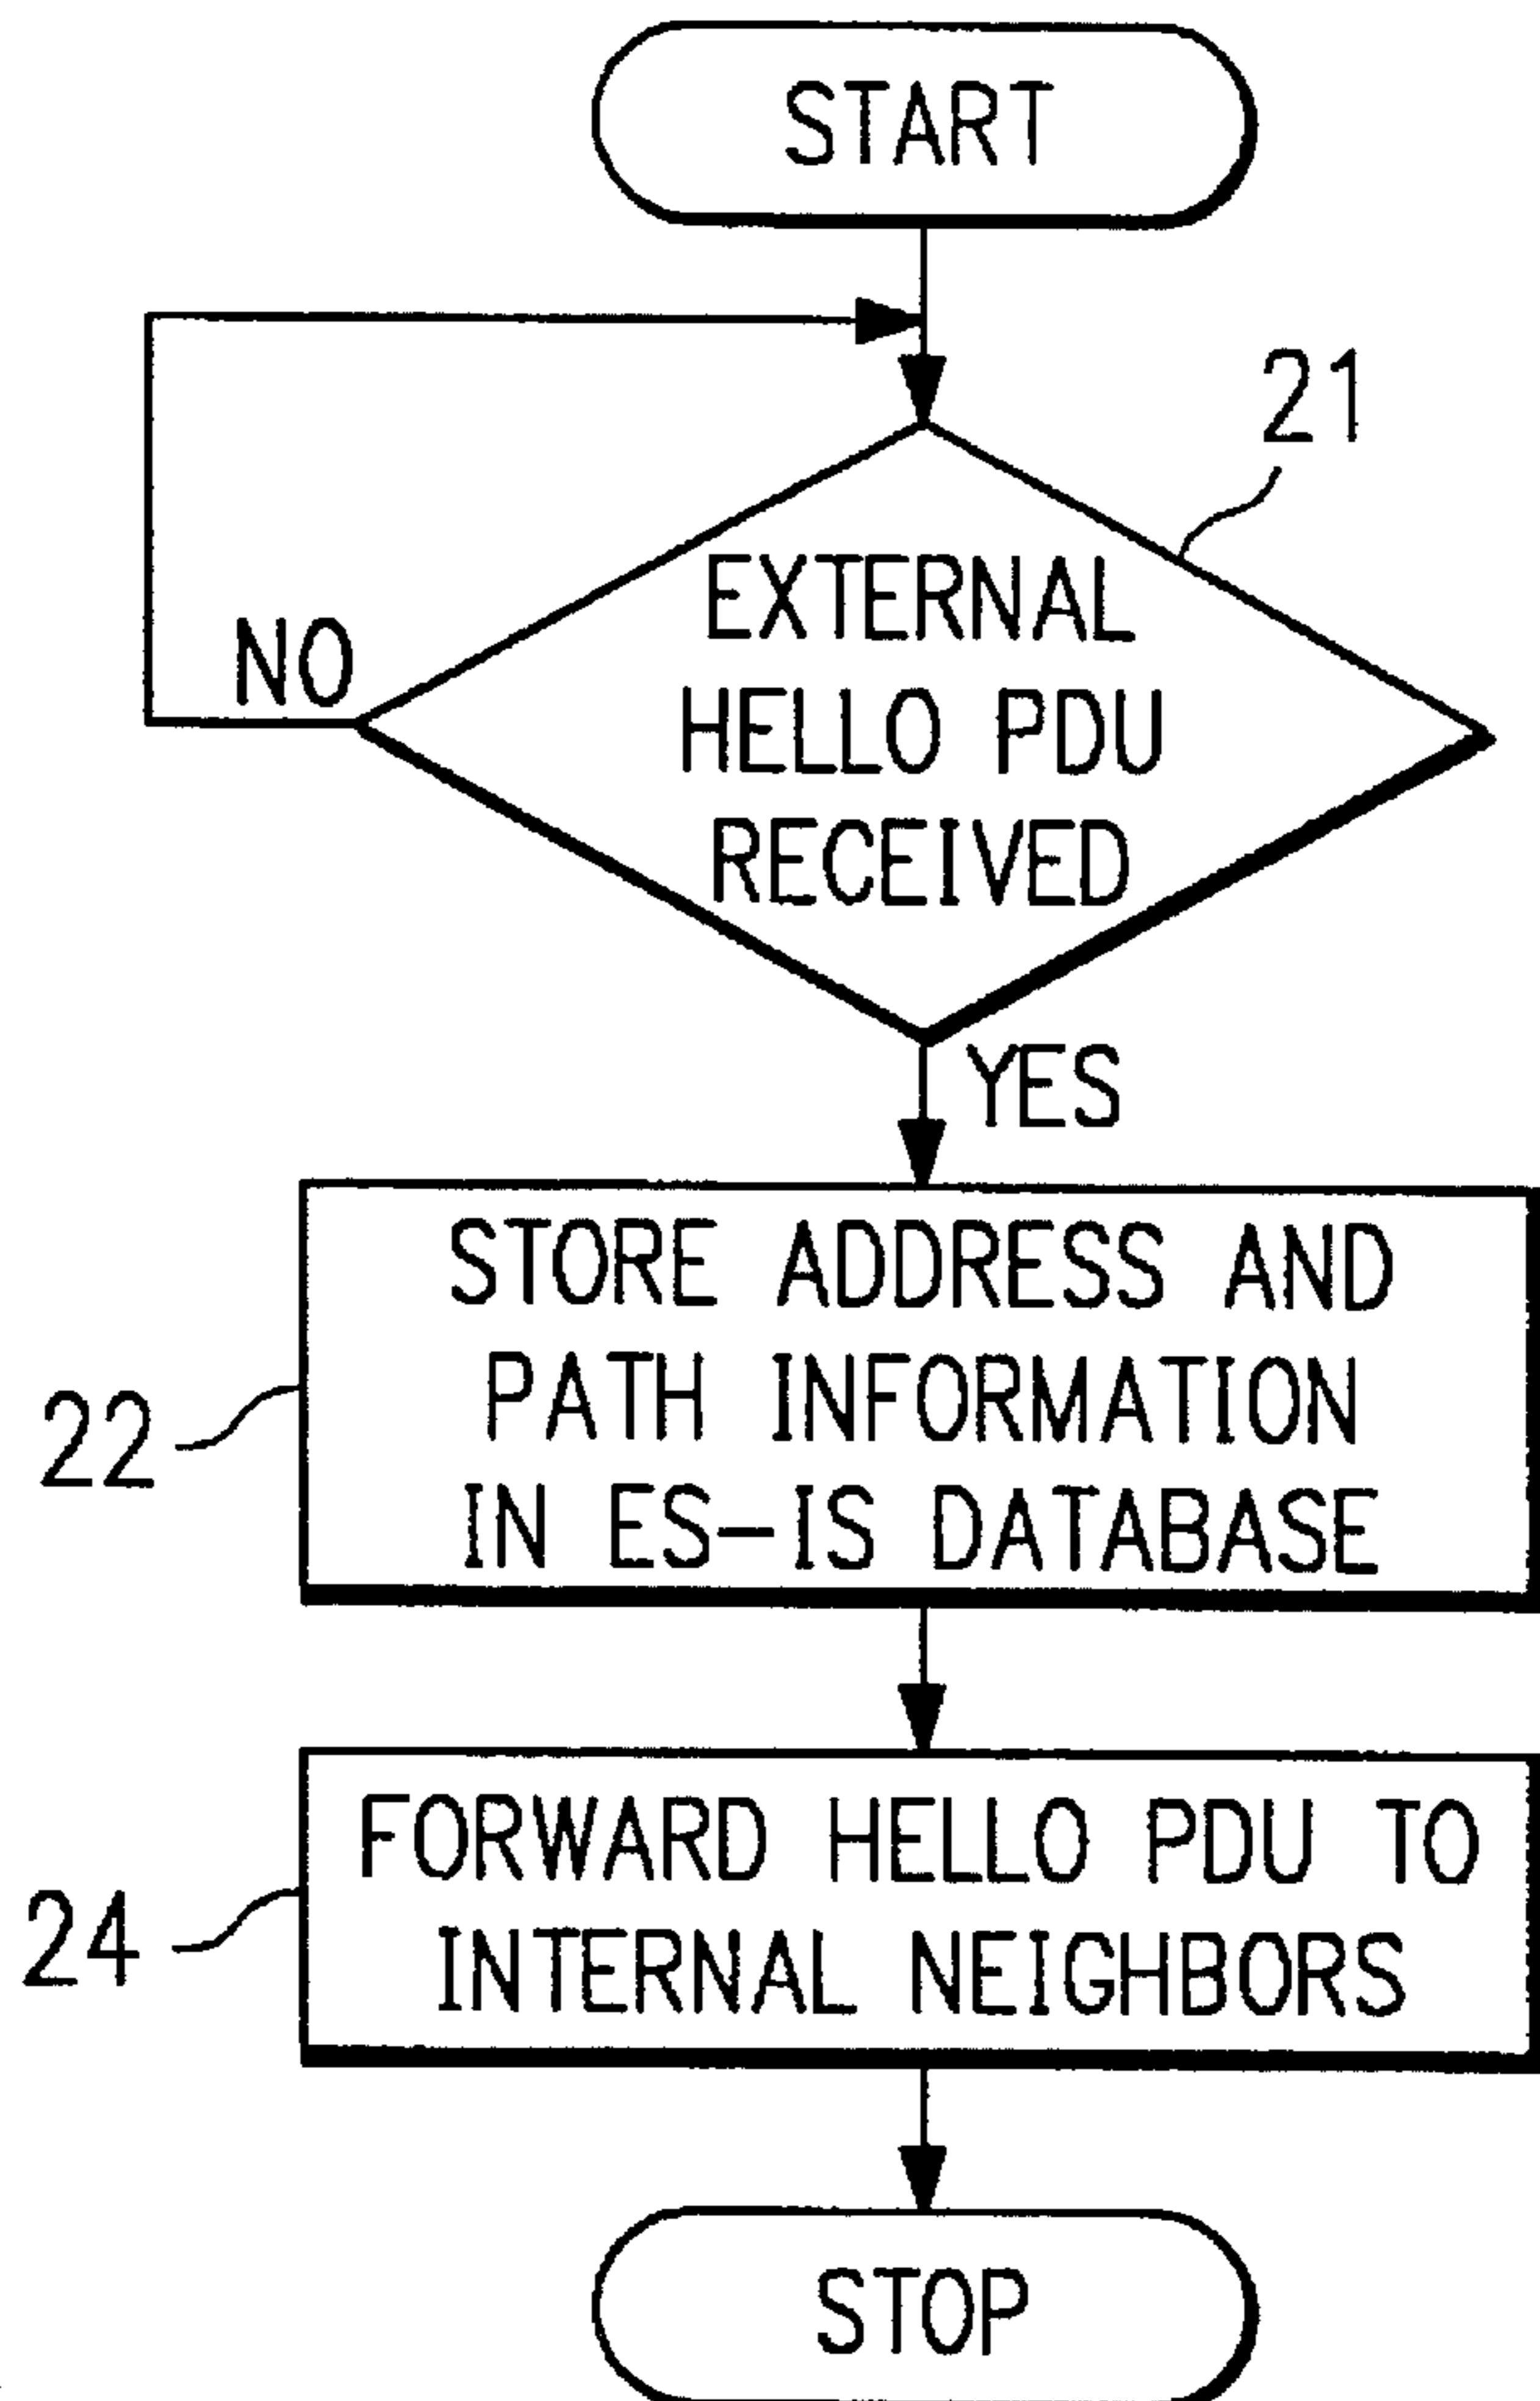 START
21
EXTERNAL
HELLO PDU
RECEIVED
NO
YES
STORE ADDRESS AND
PATH INFORMATION
IN ES-IS DATABASE
22
FORWARD HELLO PDU TO
INTERNAL NEIGHBORS
24
STOP